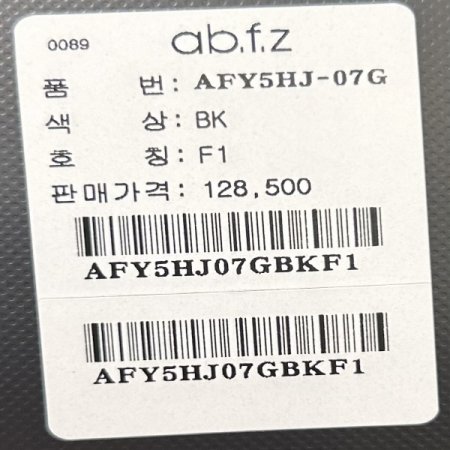 0089 ab.f.z
품 번: AFY5HJ-07G
색 상: BK
호 칭: F1
판매가격: 128,500
AFY5HJ07GBKF1
AFY5HJ07GBKF1